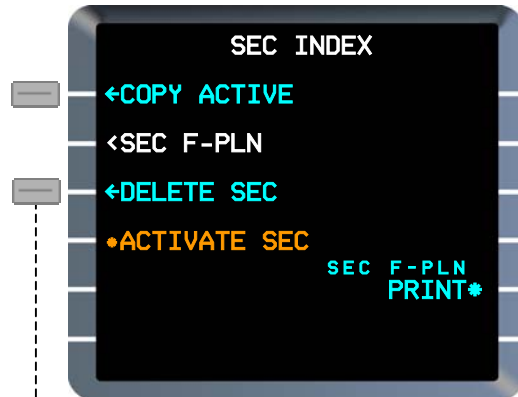 SEC INDEX
←COPY ACTIVE
<SEC F-PLN
←DELETE SEC
*ACTIVATE SEC
SEC F-PLN
PRINT*